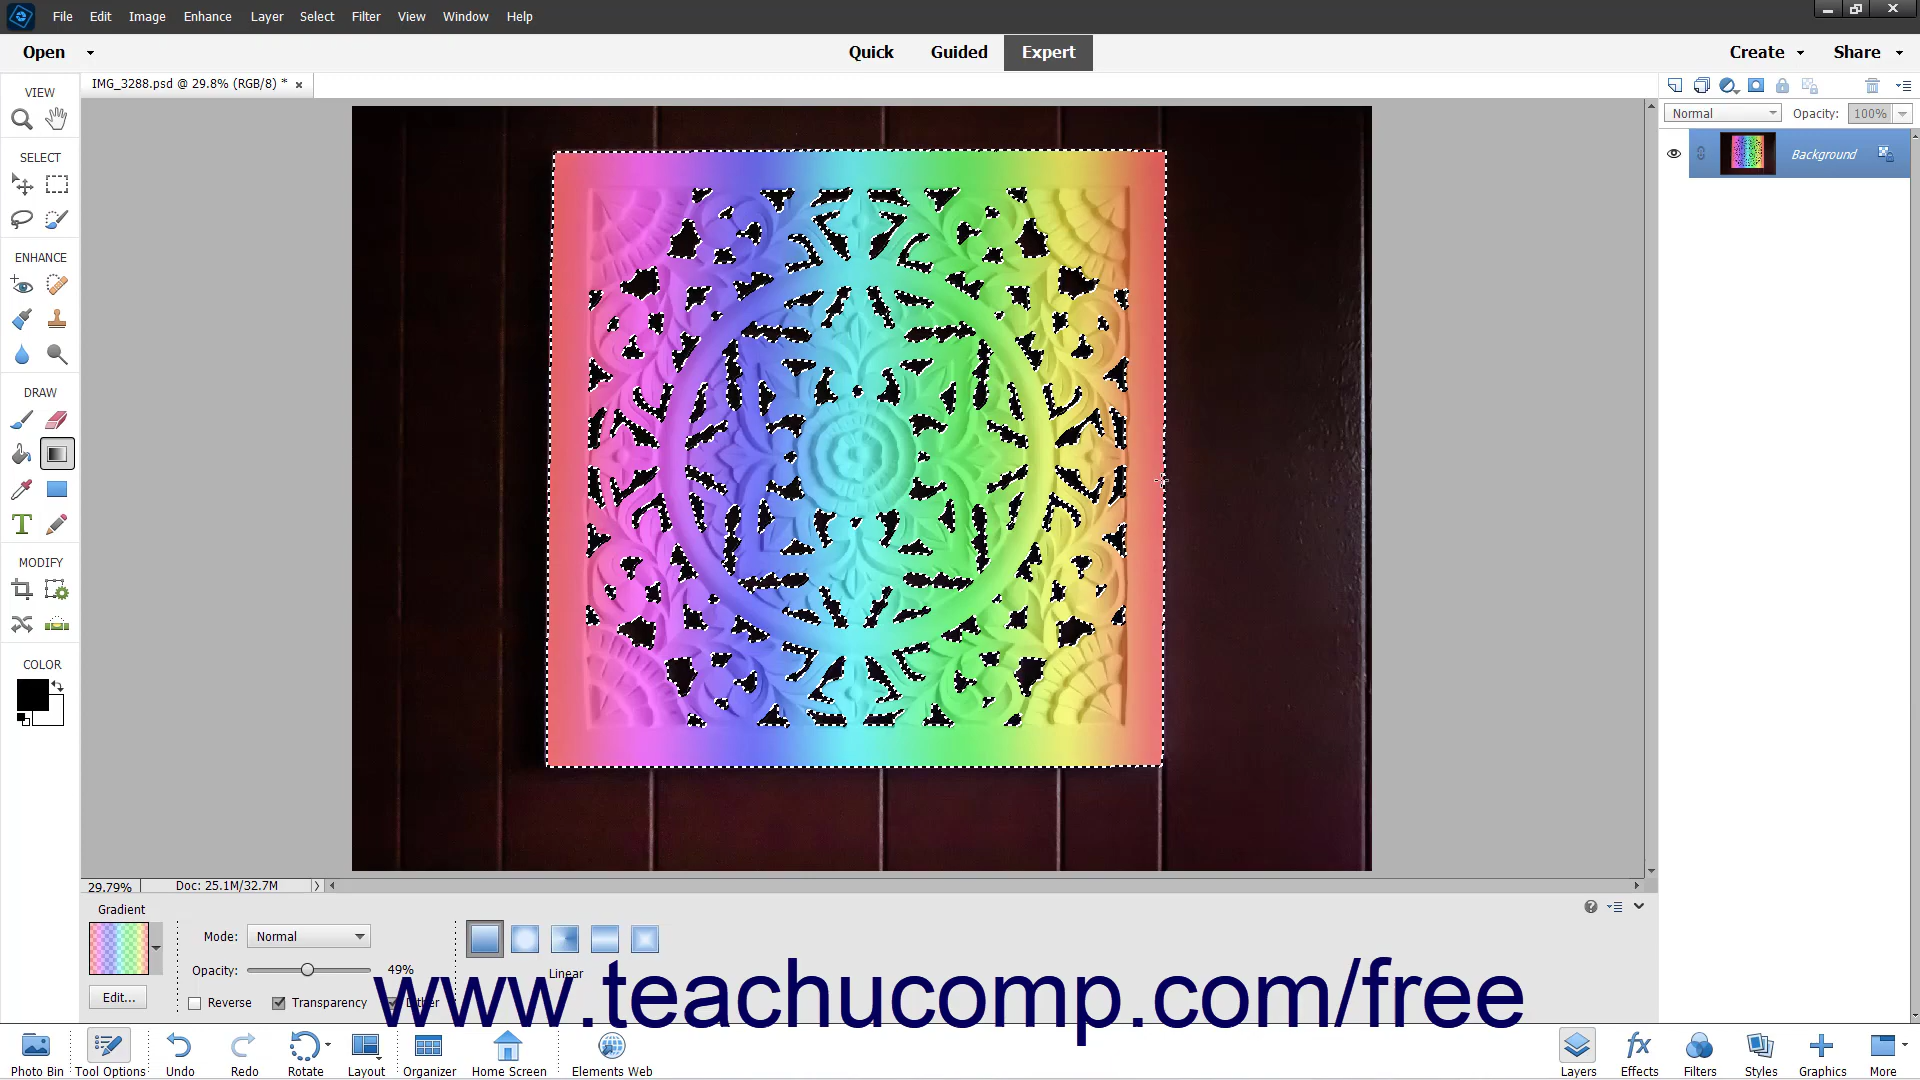 File Edit Image Enhance Layer Select Filter View Window Help
Open Quick Guided Expert Create Share
IMG_3288.psd @ 29.8% (RGB/8) * ×
VIEW
SELECT
ENHANCE
DRAW
MODIFY
COLOR
Normal Opacity: 100%
Background
29.79% Doc: 25.1M/32.7M
Gradient
Mode: Normal
Opacity: 49%
Linear
Edit...
Reverse Transparency Dither
www.teachucomp.com/free
Photo Bin Tool Options Undo Redo Rotate Layout Organizer Home Screen Elements Web Layers Effects Filters Styles Graphics More